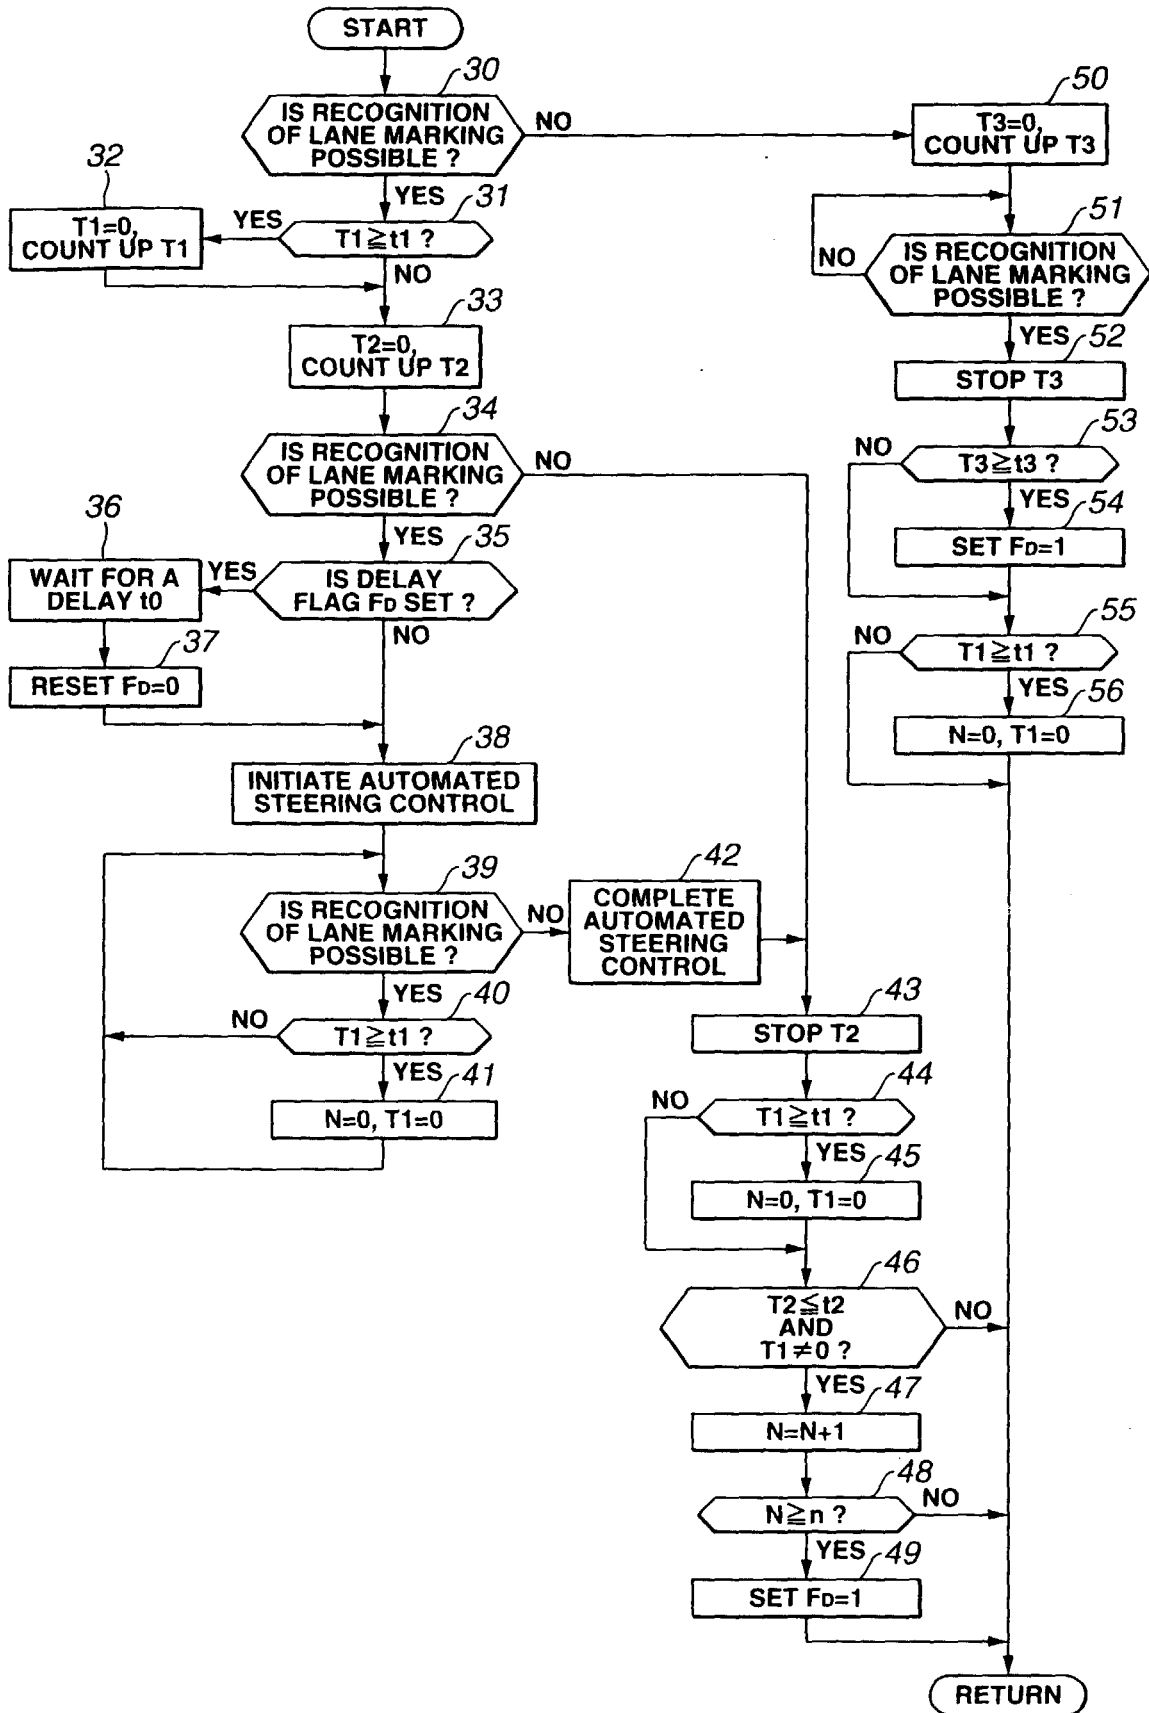 START
30
IS RECOGNITION
OF LANE MARKING
POSSIBLE ?
NO
YES
31
T1≧t1 ?
YES
NO
32
T1=0,
COUNT UP T1
33
T2=0,
COUNT UP T2
34
IS RECOGNITION
OF LANE MARKING
POSSIBLE ?
NO
YES
35
IS DELAY
FLAG FD SET ?
YES
NO
36
WAIT FOR A
DELAY t0
37
RESET FD=0
38
INITIATE AUTOMATED
STEERING CONTROL
39
IS RECOGNITION
OF LANE MARKING
POSSIBLE ?
NO
YES
40
T1≧t1 ?
NO
YES
41
N=0, T1=0
42
COMPLETE
AUTOMATED
STEERING
CONTROL
43
STOP T2
44
T1≧t1 ?
NO
YES
45
N=0, T1=0
46
T2≦t2
AND
T1≠0 ?
NO
YES
47
N=N+1
48
N≧n ?
NO
YES
49
SET FD=1
50
T3=0,
COUNT UP T3
51
IS RECOGNITION
OF LANE MARKING
POSSIBLE ?
NO
YES
52
STOP T3
53
T3≧t3 ?
NO
YES
54
SET FD=1
55
T1≧t1 ?
NO
YES
56
N=0, T1=0
RETURN